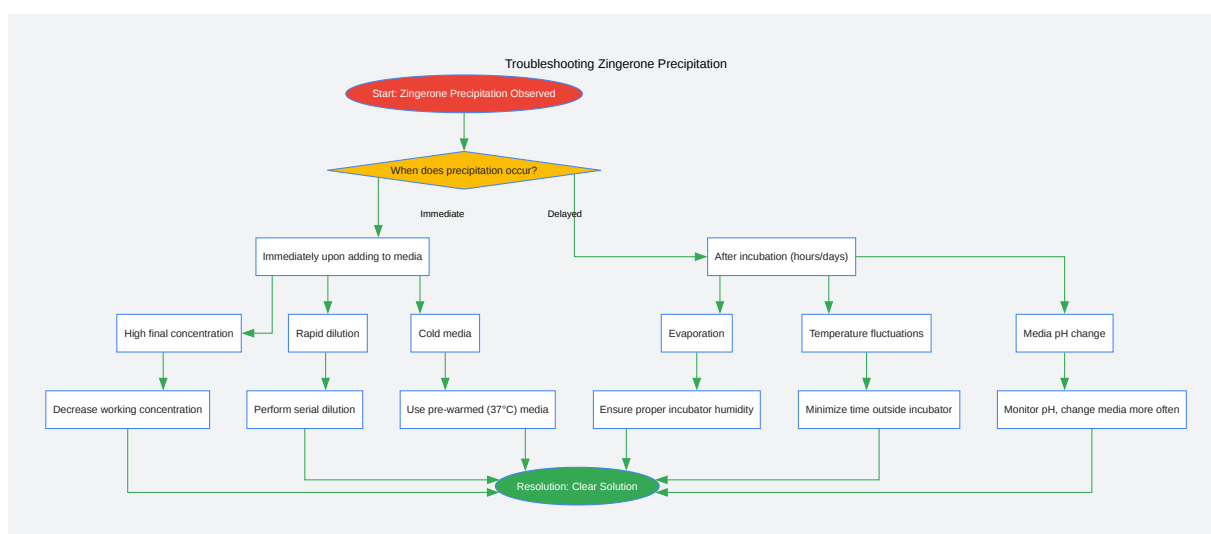 Troubleshooting Zingerone Precipitation
Start: Zingerone Precipitation Observed
When does precipitation occur?
Immediate
Delayed
Immediately upon adding to media
After incubation (hours/days)
High final concentration
Rapid dilution
Cold media
Evaporation
Temperature fluctuations
Media pH change
Decrease working concentration
Perform serial dilution
Use pre-warmed (37°C) media
Ensure proper incubator humidity
Minimize time outside incubator
Monitor pH, change media more often
Resolution: Clear Solution